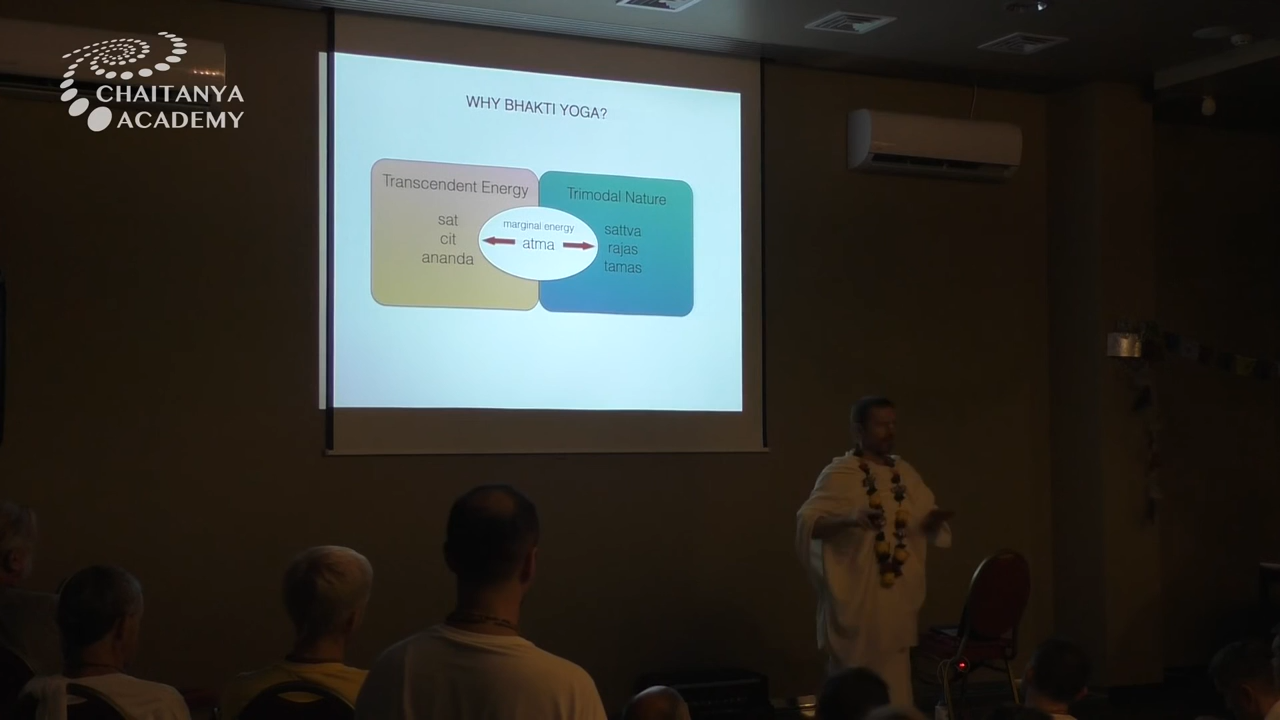 CHAITANYA
ACADEMY
WHY BHAKTI YOGA?
Transcendent Energy
sat
cit
ananda
marginal energy
atma
Trimodal Nature
sattva
rajas
tamas